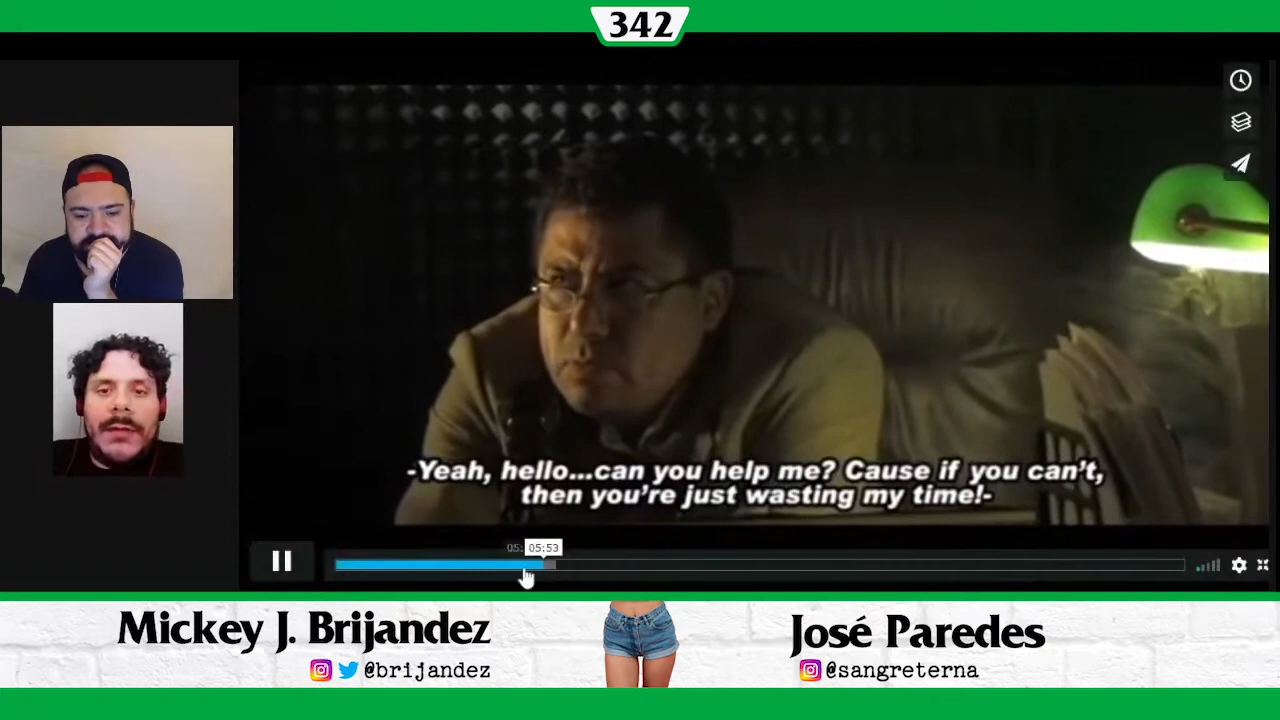 342
-Yeah, hello...can you help me? Cause if you can't,
then you're just wasting my time!-
05:
05:53
Mickey J. Brijandez
@brijandez
José Paredes
@sangreterna